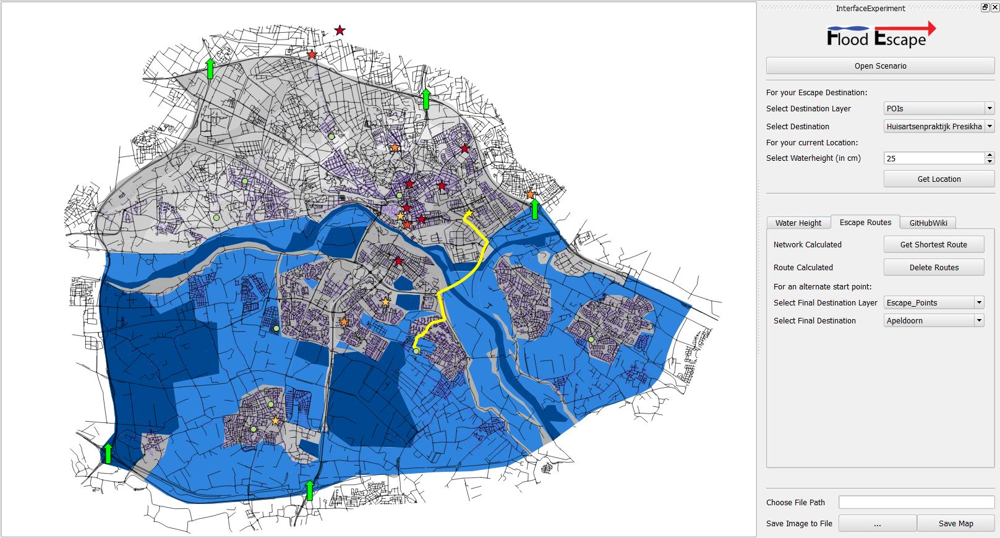 InterfaceExperiment
Flood Escape
Open Scenario
For your Escape Destination:
Select Destination Layer POIs
Select Destination Huisartsenpraktijk Presikha
For your current Location:
Select Waterheight (in cm) 25
Get Location
Water Height Escape Routes GitHubWiki
Network Calculated Get Shortest Route
Route Calculated Delete Routes
For an alternate start point:
Select Final Destination Layer Escape_Points
Select Final Destination Apeldoorn
Choose File Path
Save Image to File ... Save Map